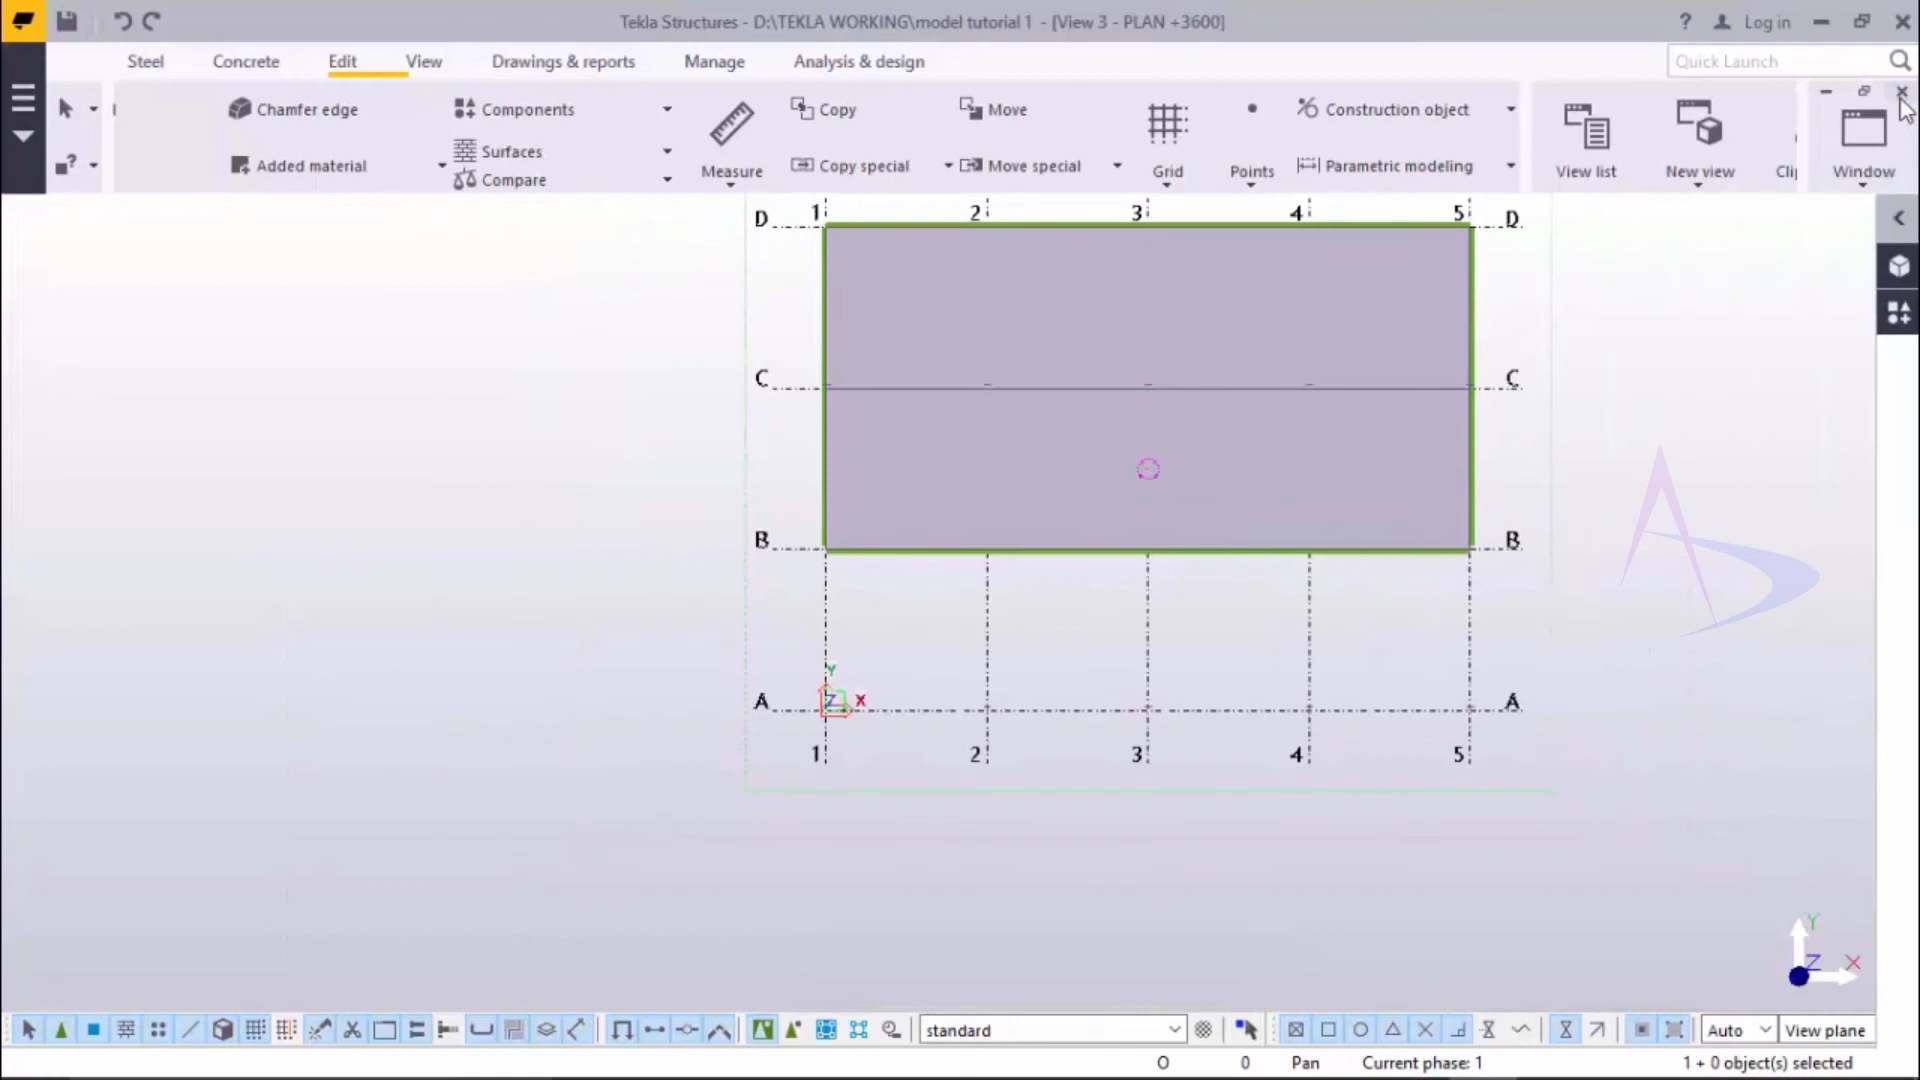 Tekla Structures - D:\TEKLA WORKING\model tutorial 1 - [View 3 - PLAN +3600]
? Log in
Steel Concrete Edit View Drawings & reports Manage Analysis & design
Quick Launch
Chamfer edge Components Copy Move Construction object
Surfaces
Added material Measure Copy special Move special Grid Points Parametric modeling View list New view Window
Compare
D 1 2 3 4 5 D
C C
B B
Y
A Z X A
1 2 3 4 5
Y
Z X
standard Auto View plane
O 0 Pan Current phase: 1 1 + 0 object(s) selected